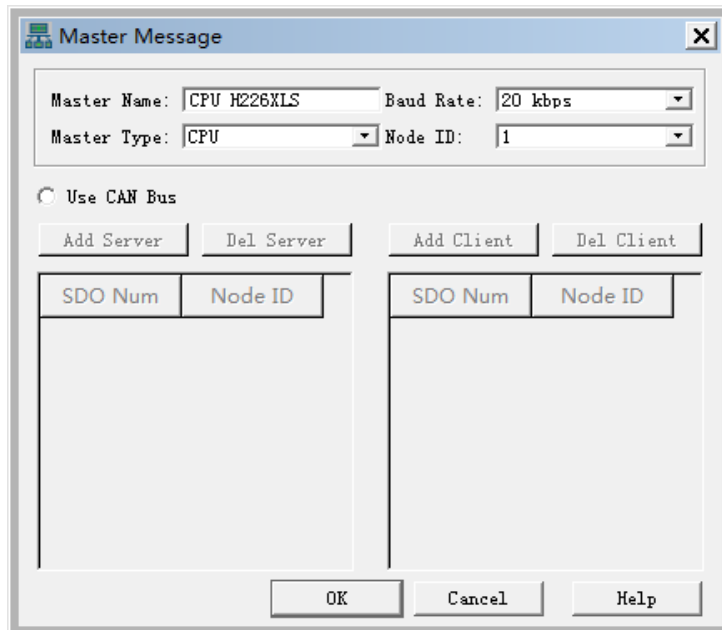 Master Message
Master Name: CPU H226XLS Baud Rate: 20 kbps
Master Type: CPU Node ID: 1
Use CAN Bus
Add Server Del Server Add Client Del Client
SDO Num Node ID SDO Num Node ID
OK Cancel Help